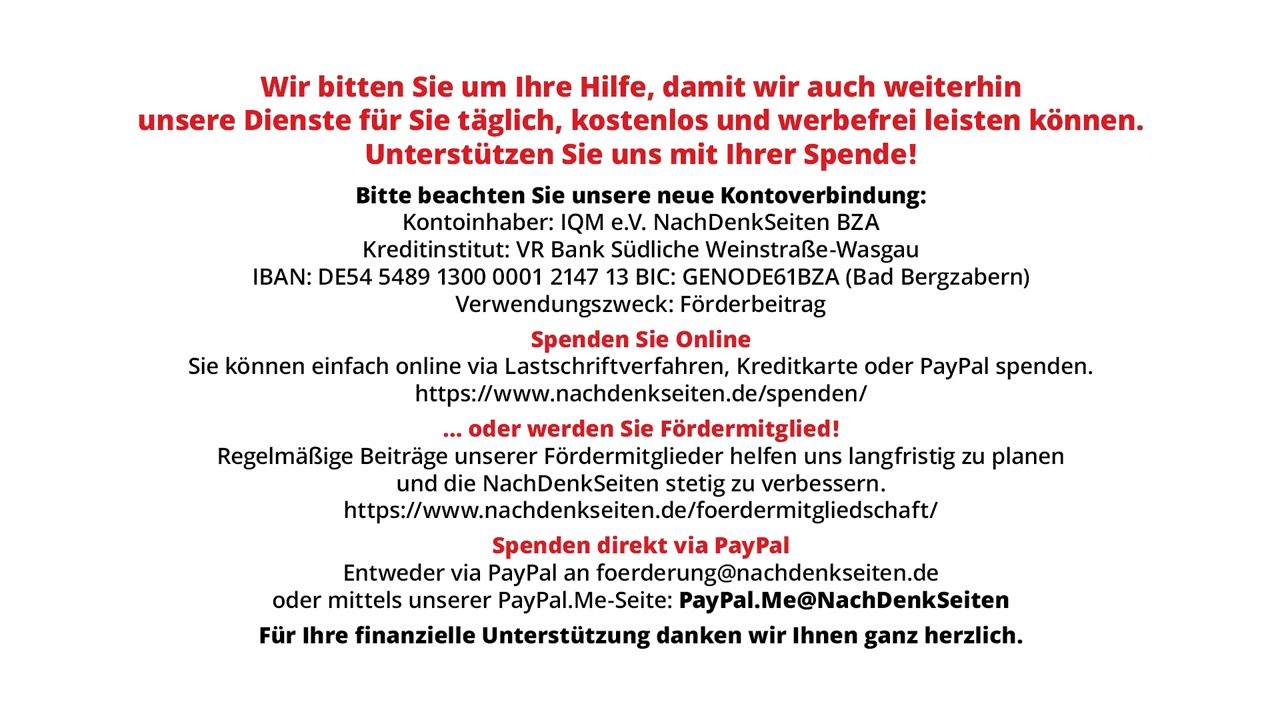 Wir bitten Sie um Ihre Hilfe, damit wir auch weiterhin
unsere Dienste für Sie täglich, kostenlos und werbefrei leisten können.
Unterstützen Sie uns mit Ihrer Spende!
Bitte beachten Sie unsere neue Kontoverbindung:
Kontoinhaber: IQM e.V. NachDenkSeiten BZA
Kreditinstitut: VR Bank Südliche Weinstraße-Wasgau
IBAN: DE54 5489 1300 0001 2147 13 BIC: GENODE61BZA (Bad Bergzabern)
Verwendungszweck: Förderbeitrag
Spenden Sie Online
Sie können einfach online via Lastschriftverfahren, Kreditkarte oder PayPal spenden.
https://www.nachdenkseiten.de/spenden/
... oder werden Sie Fördermitglied!
Regelmäßige Beiträge unserer Fördermitglieder helfen uns langfristig zu planen
und die NachDenkSeiten stetig zu verbessern.
https://www.nachdenkseiten.de/foerdermitgliedschaft/
Spenden direkt via PayPal
Entweder via PayPal an foerderung@nachdenkseiten.de
oder mittels unserer PayPal.Me-Seite: PayPal.Me@NachDenkSeiten
Für Ihre finanzielle Unterstützung danken wir Ihnen ganz herzlich.